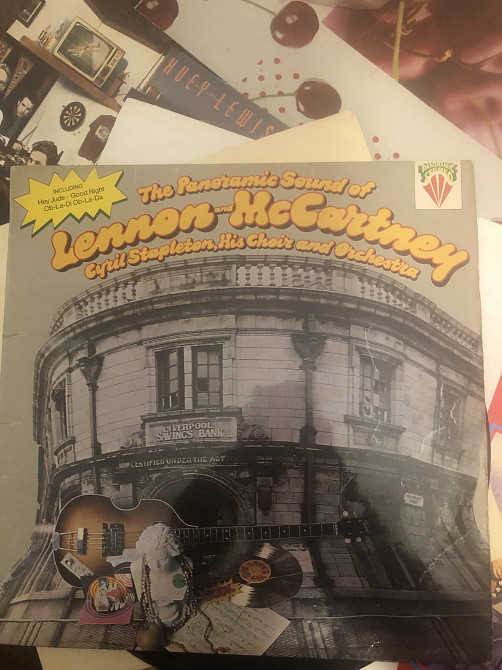 HUEY LEWIS
INCLUDING
Hey Jude · Good Night
Ob-La-Di Ob-La-Da
The Panoramic Sound of
Lennon and McCartney
Cyril Stapleton, His Choir and Orchestra
LIVERPOOL
SAVINGS BANK
CERTIFIED UNDER THE ACT